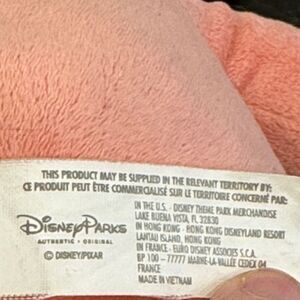 THIS PRODUCT MAY BE SUPPLIED IN THE RELEVANT TERRITORY BY:
CE PRODUIT PEUT ÊTRE COMMERCIALISÉ SUR LE TERRITOIRE CONCERNÉ PAR:
IN THE U.S. - DISNEY THEME PARK MERCHANDISE
LAKE BUENA VISTA, FL 32830
IN HONG KONG - HONG KONG DISNEYLAND RESORT
LANTAU ISLAND, HONG KONG
IN FRANCE - EURO DISNEY ASSOCIES S.C.A.
BP 100 - 77777 MARNE-LA-VALLÉE CEDEX 04
FRANCE
MADE IN VIETNAM
DISNEY PARKS
AUTHENTIC • ORIGINAL
© DISNEY/PIXAR